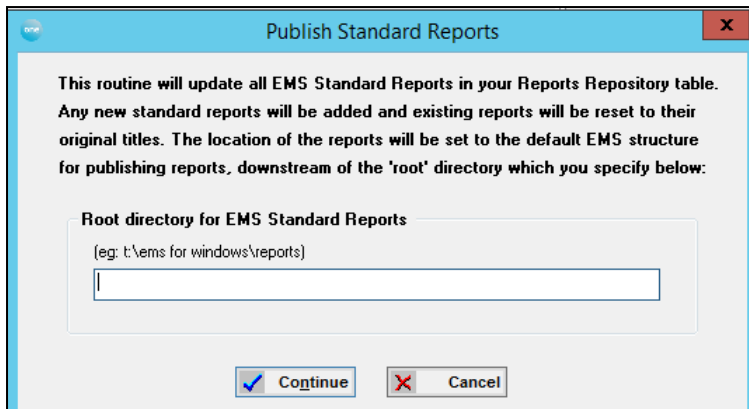 one
Publish Standard Reports
x
This routine will update all EMS Standard Reports in your Reports Repository table.
Any new standard reports will be added and existing reports will be reset to their
original titles. The location of the reports will be set to the default EMS structure
for publishing reports, downstream of the 'root' directory which you specify below:
Root directory for EMS Standard Reports
(eg: t:\ems for windows\reports)
Continue
Cancel